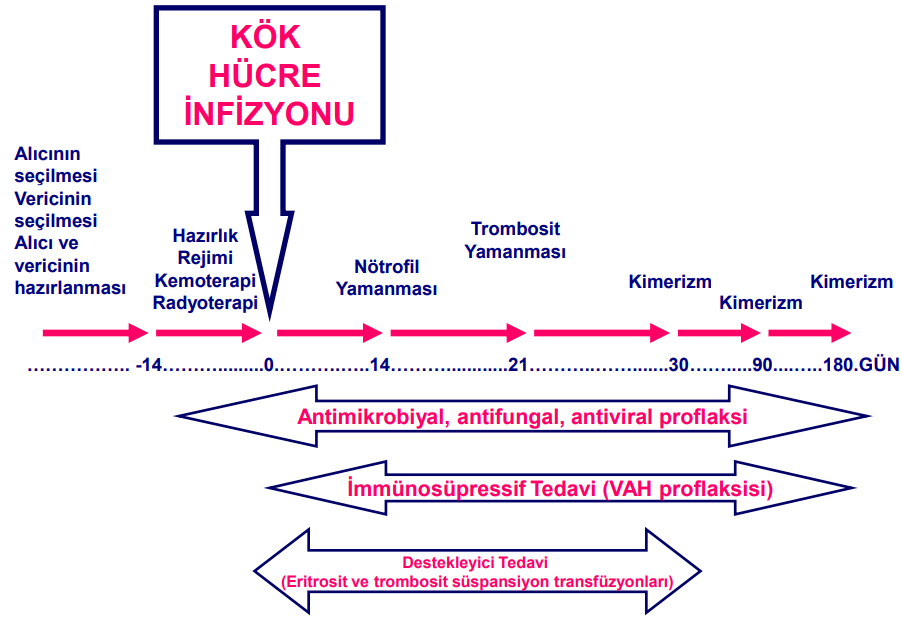 KÖK
HÜCRE
İNFİZYONU
Alıcının
seçilmesi
Vericinin
seçilmesi
Alıcı ve
vericinin
hazırlanması
Hazırlık
Rejimi
Kemoterapi
Radyoterapi
Nötrofil
Yamanması
Trombosit
Yamanması
Kimerizm
Kimerizm
Kimerizm
……………. -14……...........0……………14……..............21…………..…….......30……...90....…..180.GÜN
Antimikrobiyal, antifungal, antiviral proflaksi
İmmünosüpressif Tedavi (VAH proflaksisi)
Destekleyici Tedavi
(Eritrosit ve trombosit süspansiyon transfüzyonları)